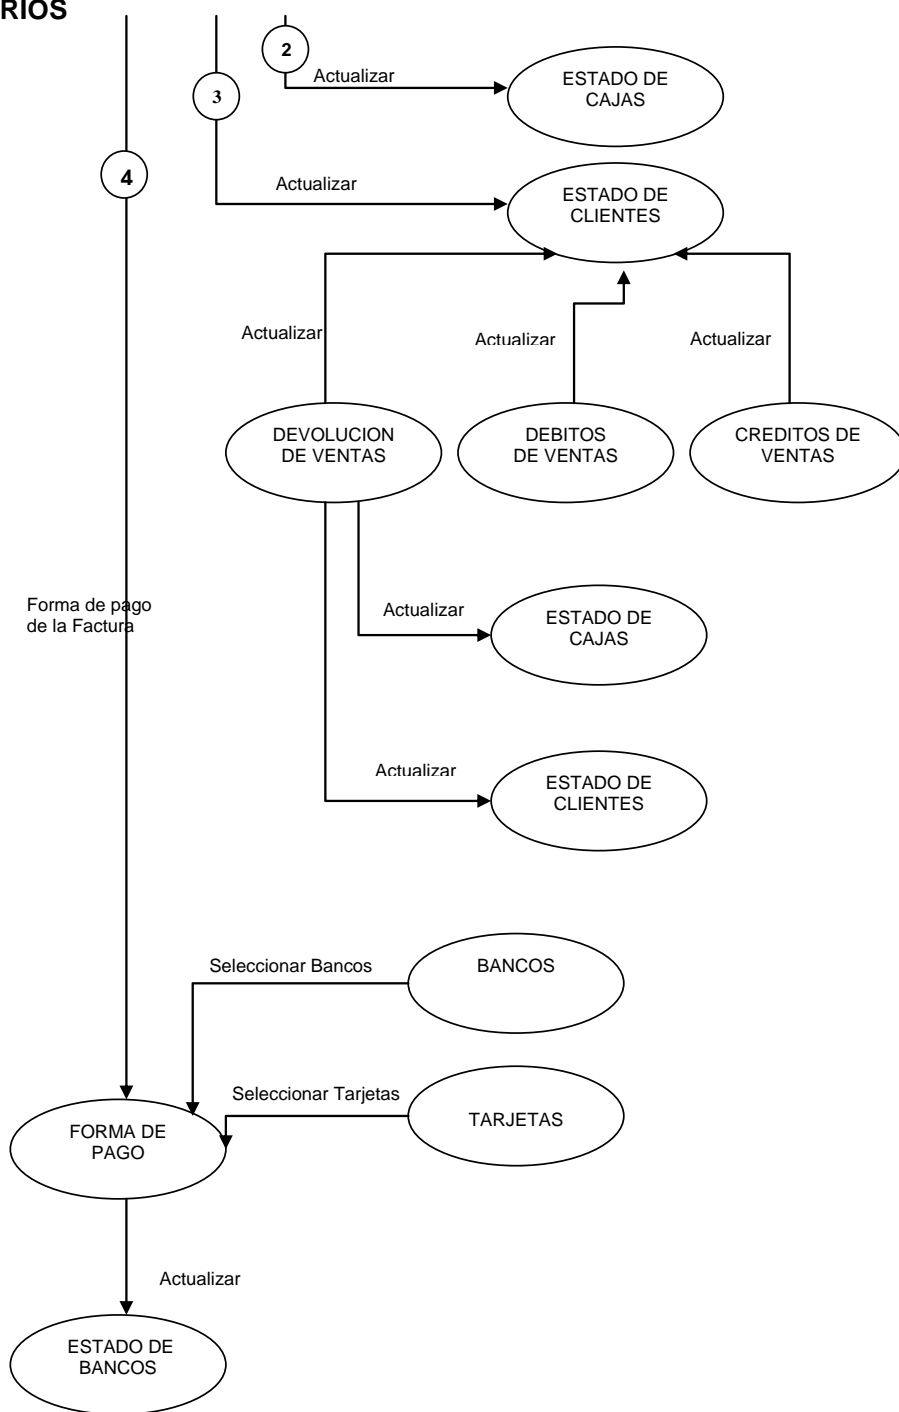 RIOS
2
Actualizar
ESTADO DE
CAJAS
3
4
Actualizar
ESTADO DE
CLIENTES
Actualizar
Actualizar
Actualizar
DEVOLUCION
DE VENTAS
DEBITOS
DE VENTAS
CREDITOS DE
VENTAS
Forma de pago
de la Factura
Actualizar
ESTADO DE
CAJAS
Actualizar
ESTADO DE
CLIENTES
Seleccionar Bancos
BANCOS
Seleccionar Tarjetas
TARJETAS
FORMA DE
PAGO
Actualizar
ESTADO DE
BANCOS